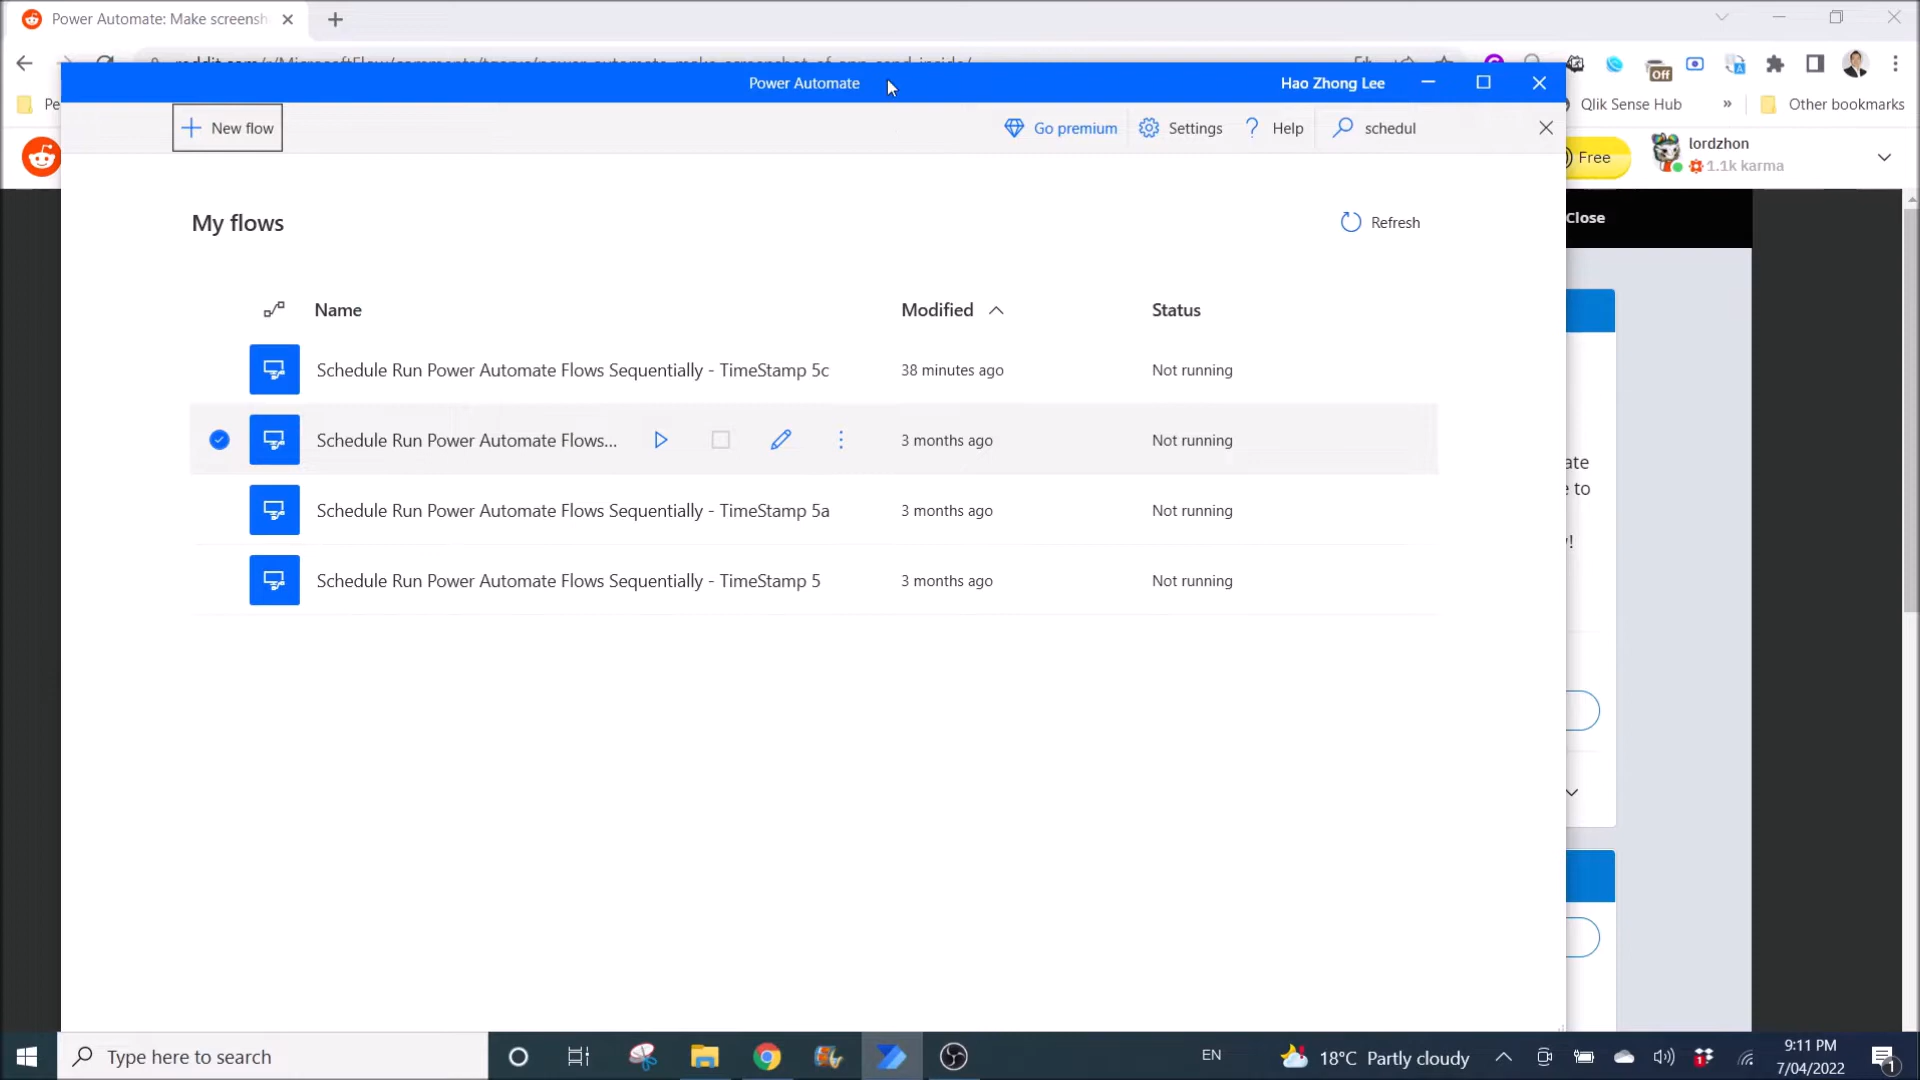 Power Automate: Make screensh
Power Automate
Hao Zhong Lee
Qlik Sense Hub
»
Other bookmarks
Off
Pe
New flow
Go premium
Settings
Help
schedul
Free
lordzhon
1.1k karma
My flows
Refresh
Close
Name
Modified
Status
Schedule Run Power Automate Flows Sequentially - TimeStamp 5c
38 minutes ago
Not running
Schedule Run Power Automate Flows...
3 months ago
Not running
ate
e to
Schedule Run Power Automate Flows Sequentially - TimeStamp 5a
3 months ago
Not running
!
Schedule Run Power Automate Flows Sequentially - TimeStamp 5
3 months ago
Not running
Type here to search
EN
18°C Partly cloudy
9:11 PM
7/04/2022
1